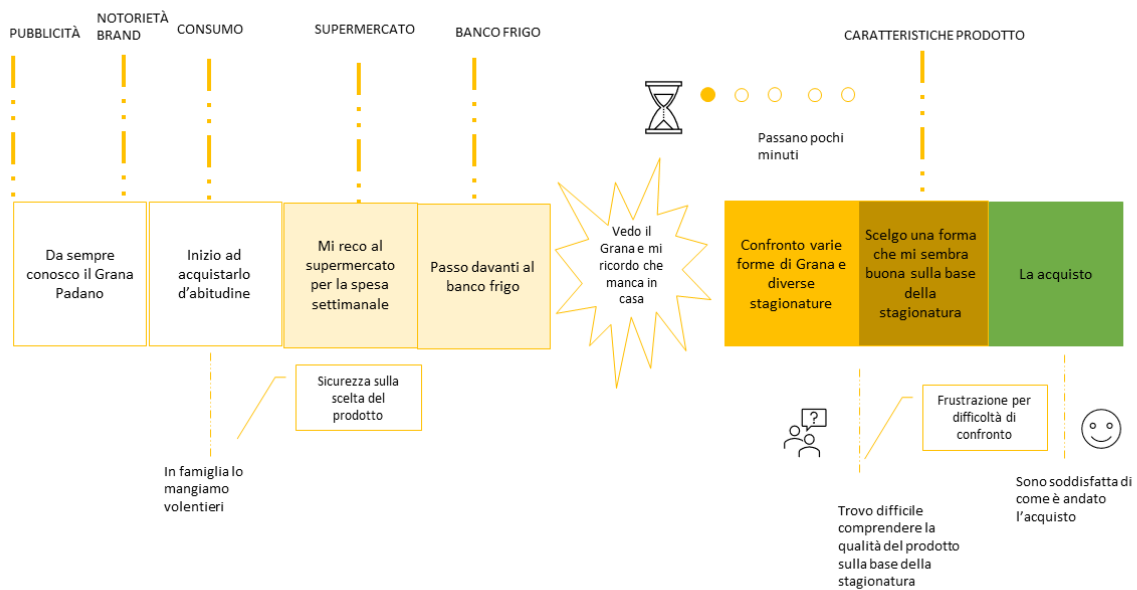 PUBBLICITÀ
NOTORIETÀ
BRAND
CONSUMO
SUPERMERCATO
BANCO FRIGO
CARATTERISTICHE PRODOTTO
Passano pochi
minuti
Da sempre
conosco il Grana
Padano
Inizio ad
acquistarlo
d'abitudine
Mi reco al
supermercato
per la spesa
settimanale
Passo davanti al
banco frigo
Vedo il
Grana e mi
ricordo che
manca in
casa
Confronto varie
forme di Grana e
diverse
stagionature
Scelgo una forma
che mi sembra
buona sulla base
della
stagionatura
La acquisto
Sicurezza sulla
scelta del
prodotto
In famiglia lo
mangiamo
volentieri
?
Frustrazione per
difficoltà di
confronto
Trovo difficile
comprendere la
qualità del prodotto
sulla base della
stagionatura
Sono soddisfatta di
come è andato
l'acquisto